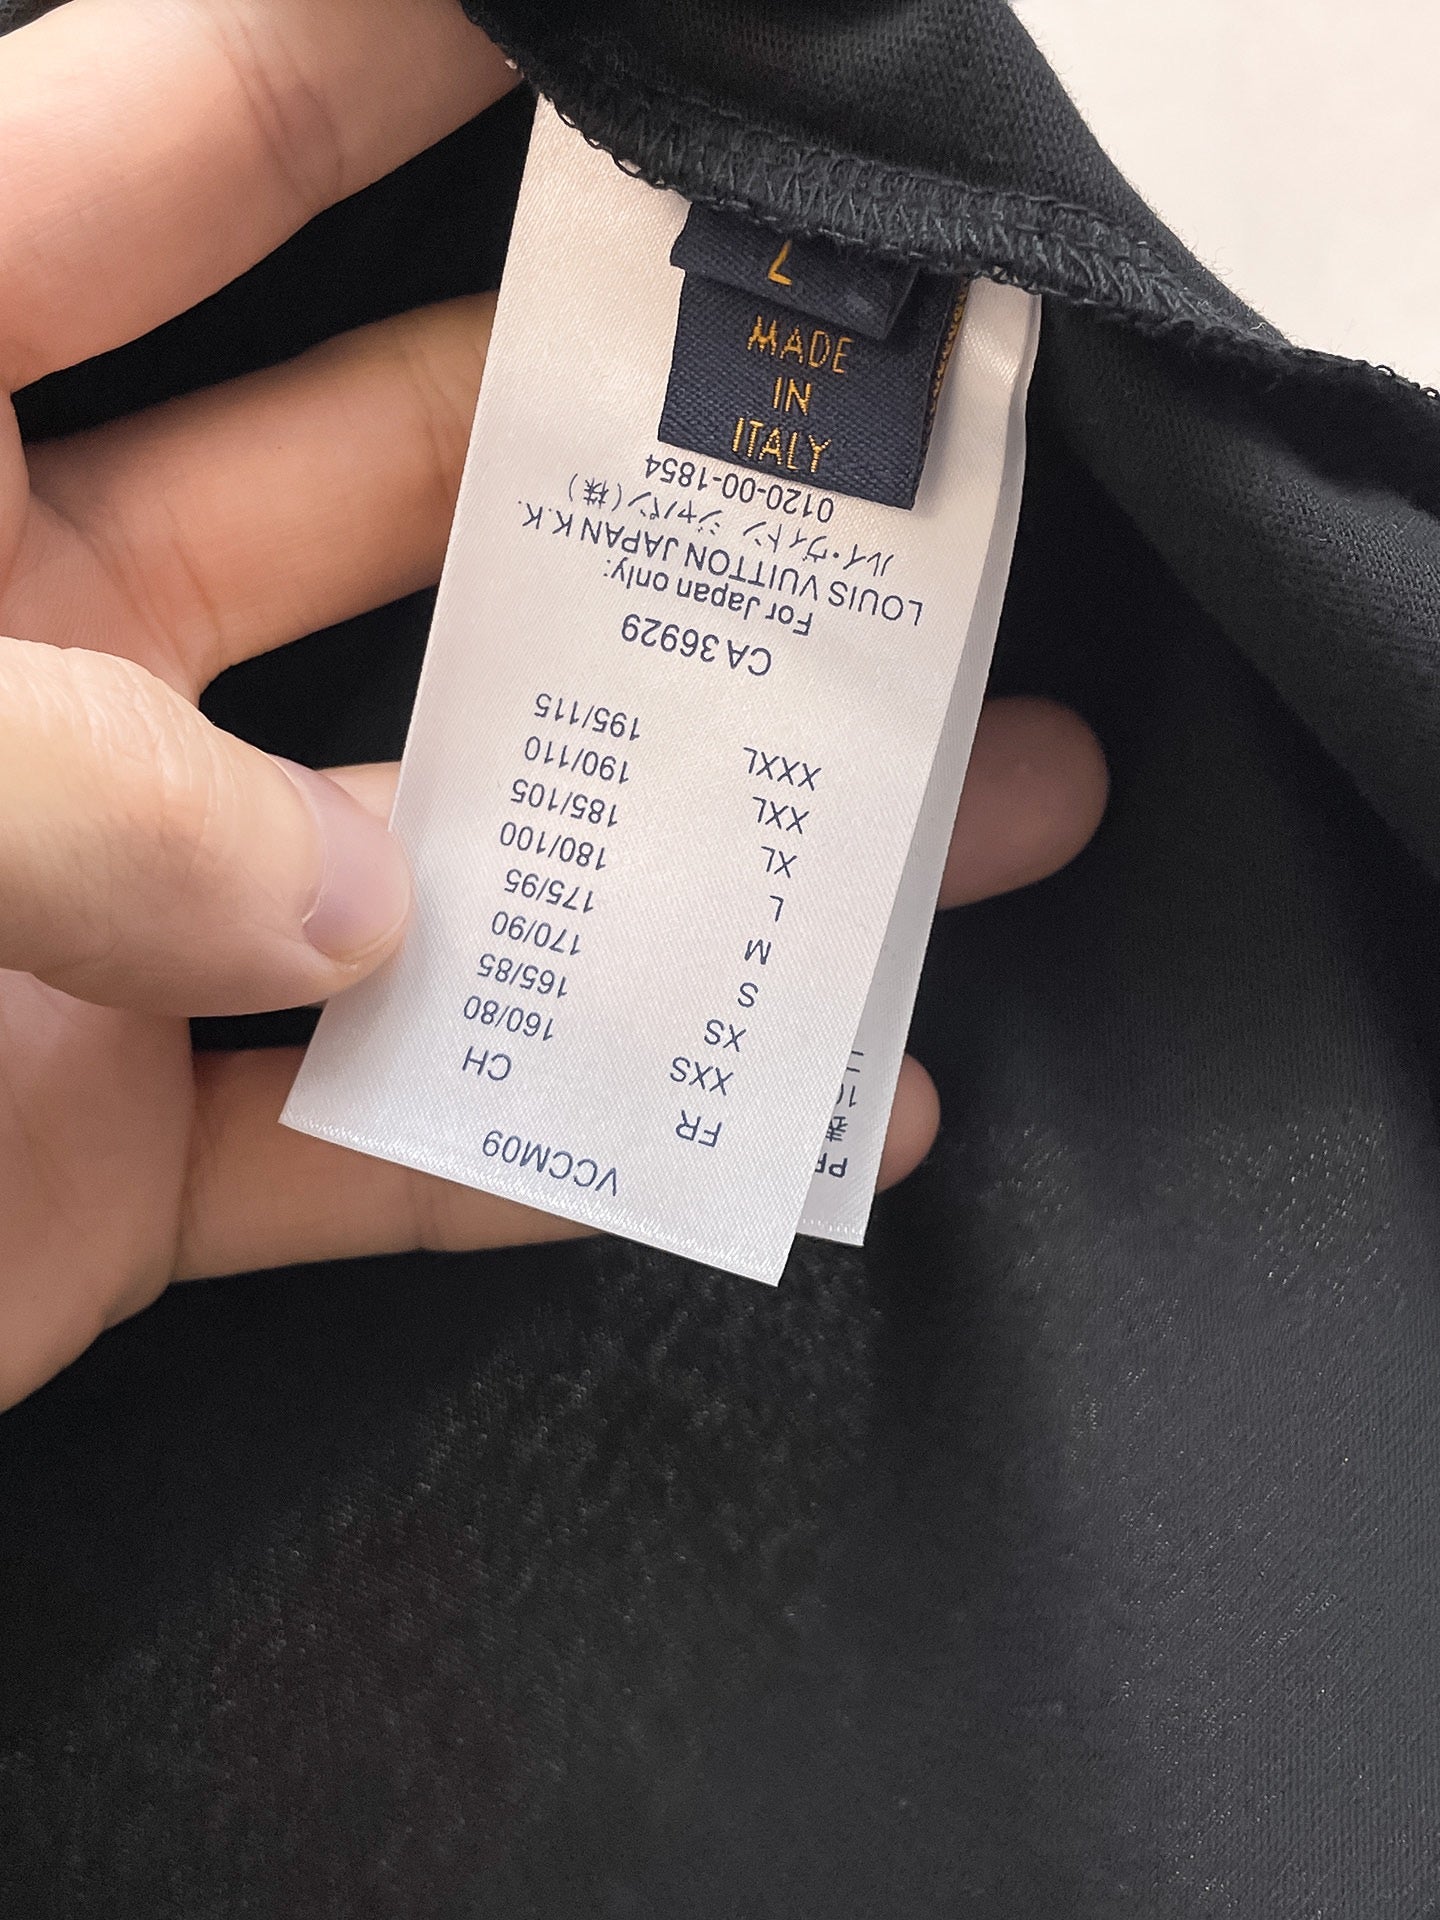 L
MADE
IN
ITALY
VCCM09
FR CH
XXS 160/80
XS 165/85
S 170/90
M 175/95
L 180/100
XL 185/105
XXL 190/110
XXXL 195/115
CA 36929
For Japan only:
LOUIS VUITTON JAPAN K.K.
ルイ・ヴィトン ジャパン(株)
0120-00-1854